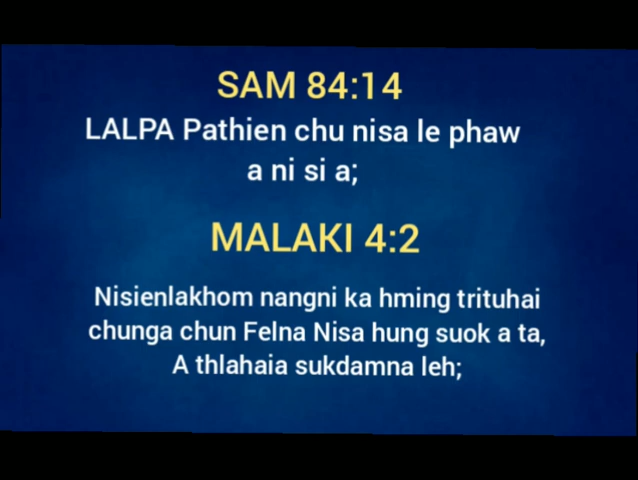 SAM 84:14
LALPA Pathien chu nisa le phaw
a ni si a;
MALAKI 4:2
Nisienlakhom nangni ka hming trituhai
chunga chun Felna Nisa hung suok a ta,
A thlahaia sukdamna leh;